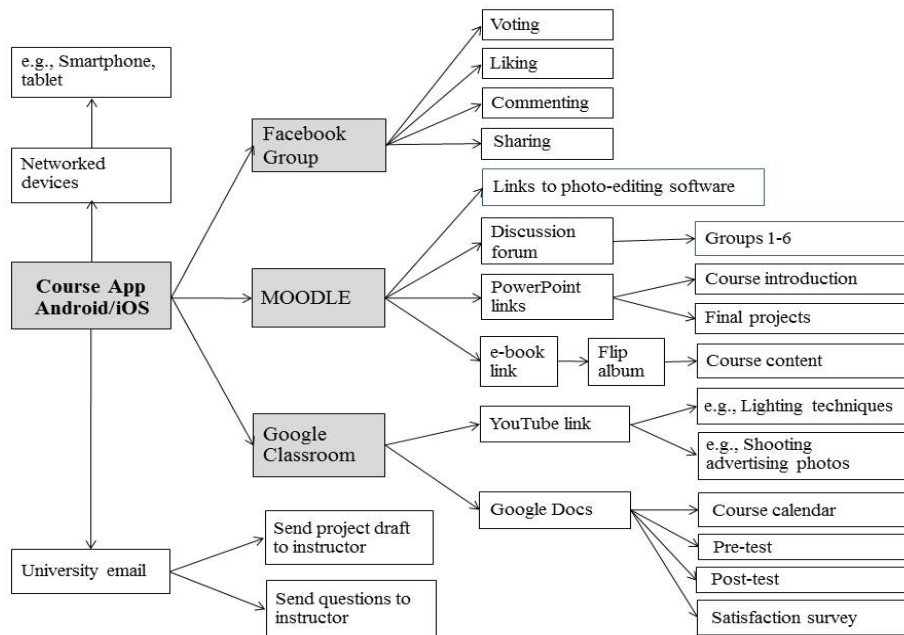 Voting
e.g., Smartphone,
tablet
Liking
Commenting
Facebook
Group
Sharing
Networked
devices
Links to photo-editing software
Discussion
forum
Groups 1-6
Course App
Android/iOS
MOODLE
PowerPoint
links
Course introduction
Final projects
e-book
link
Flip
album
Course content
Google
Classroom
YouTube link
e.g., Lighting techniques
e.g., Shooting
advertising photos
Google Docs
Course calendar
Send project draft
to instructor
Pre-test
University email
Post-test
Send questions to
instructor
Satisfaction survey